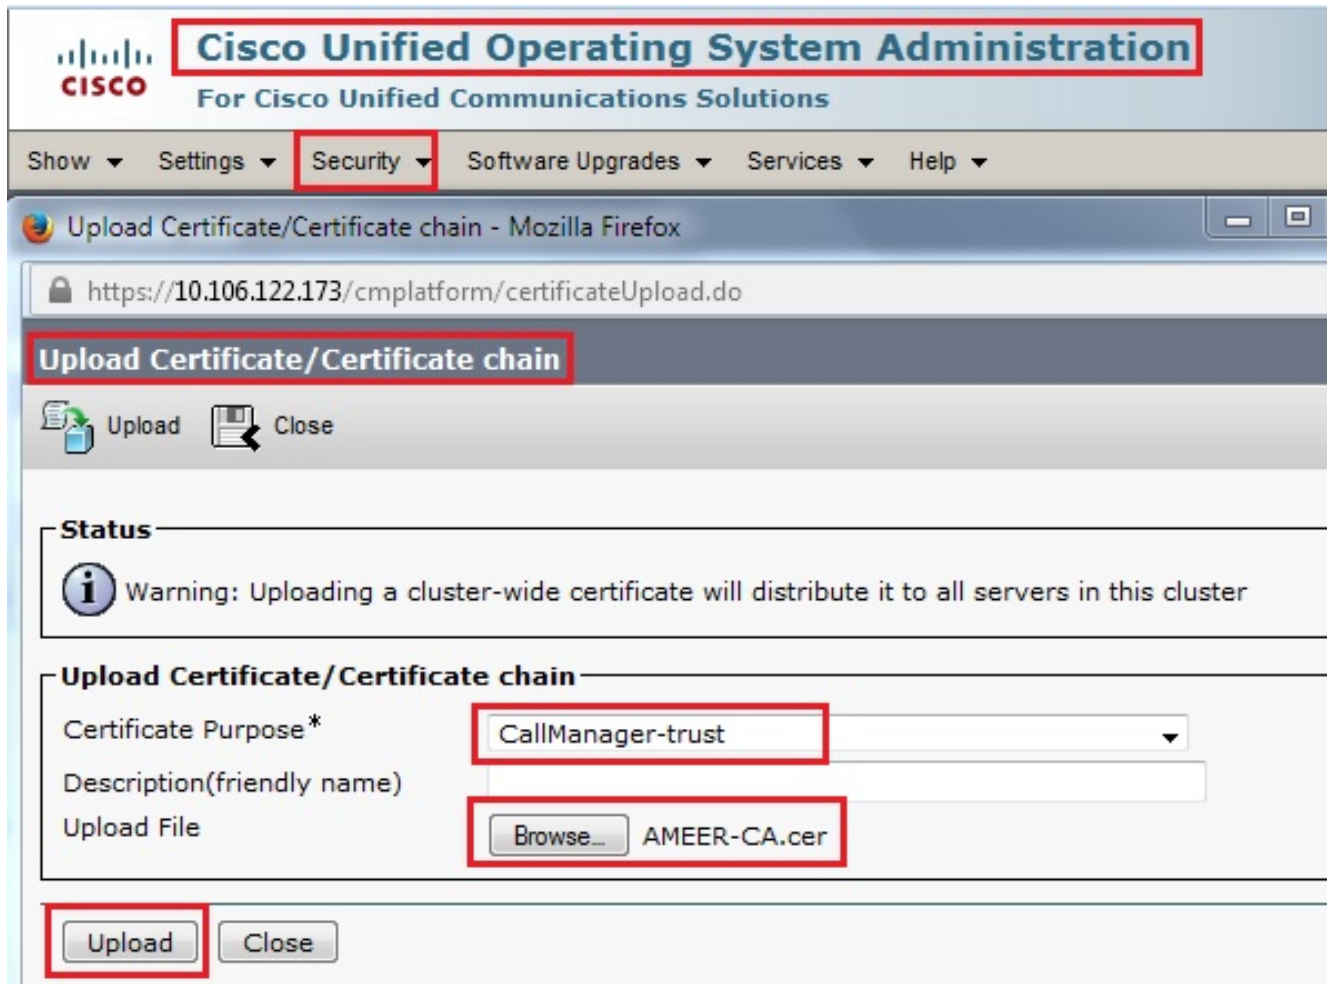 Cisco Unified Operating System Administration
CISCO
For Cisco Unified Communications Solutions
Show Settings Security Software Upgrades Services Help
Upload Certificate/Certificate chain - Mozilla Firefox
https://10.106.122.173/cmplatform/certificateUpload.do
Upload Certificate/Certificate chain
Upload Close
Status
i Warning: Uploading a cluster-wide certificate will distribute it to all servers in this cluster
Upload Certificate/Certificate chain
Certificate Purpose* CallManager-trust
Description(friendly name)
Upload File Browse... AMEER-CA.cer
Upload Close